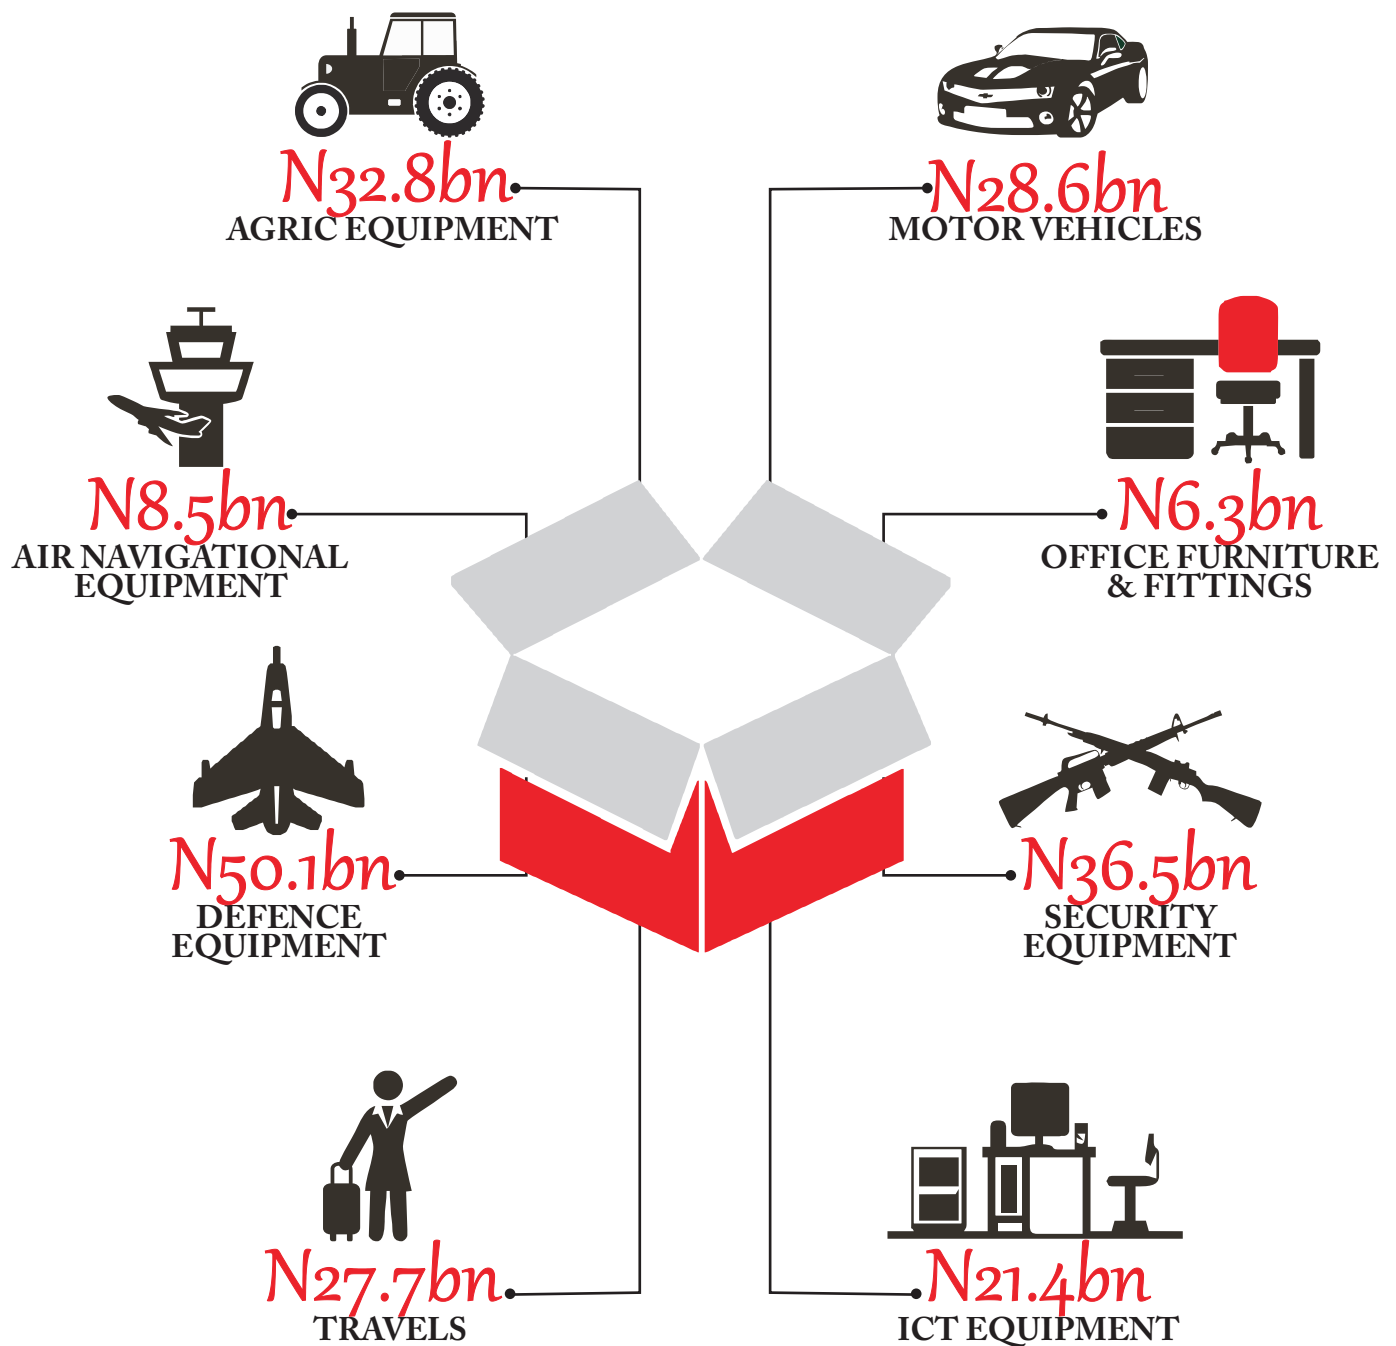 N32.8bn
AGRIC EQUIPMENT
N28.6bn
MOTOR VEHICLES
N8.5bn
AIR NAVIGATIONAL
EQUIPMENT
N6.3bn
OFFICE FURNITURE
& FITTINGS
N50.1bn
DEFENCE
EQUIPMENT
N36.5bn
SECURITY
EQUIPMENT
N27.7bn
TRAVELS
N21.4bn
ICT EQUIPMENT